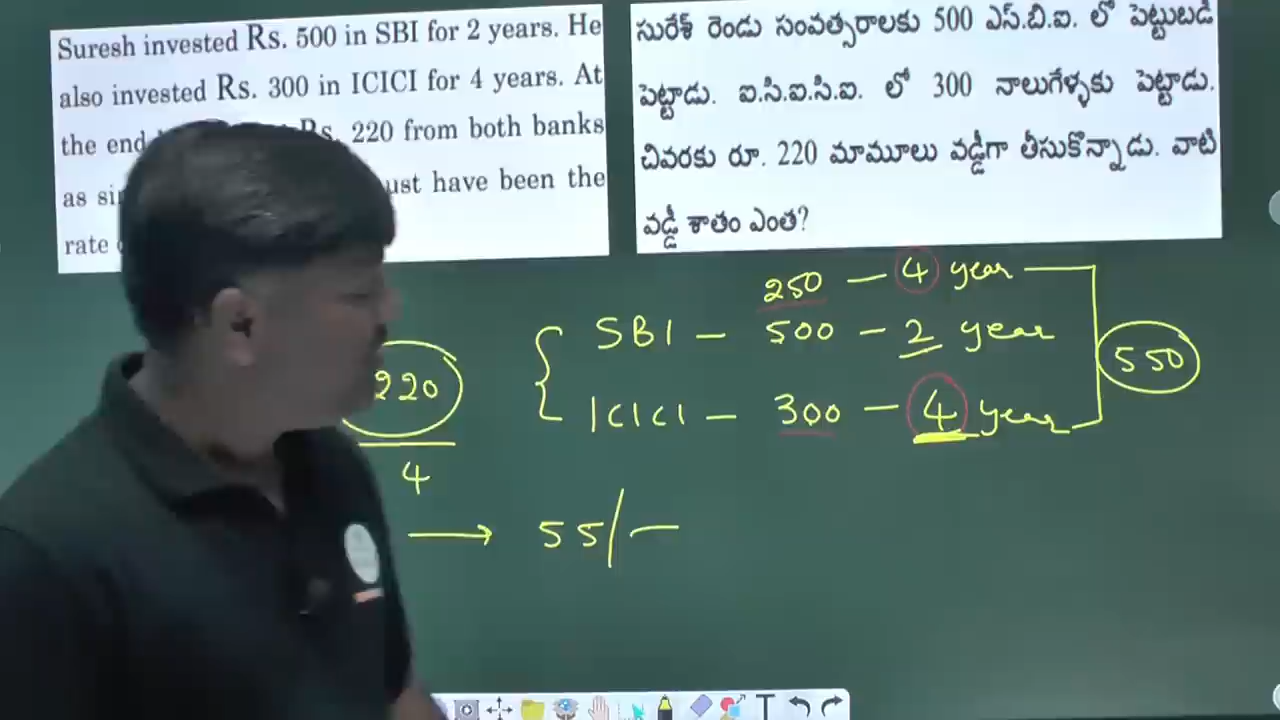 Suresh invested Rs. 500 in SBI for 2 years. He
also invested Rs. 300 in ICICI for 4 years. At
the end Rs. 220 from both banks
as ust have been the
rate
సురేశ్ రెండు సంవత్సరాలకు 500 ఎస్.బి.ఐ. లో పెట్టుబడి
పెట్టాడు. ఐ.సి.ఐ.సి.ఐ. లో 300 నాలుగేళ్ళకు పెట్టాడు.
చివరకు రూ. 220 మామూలు వడ్డీగా తీసుకొన్నాడు. వాటి
వడ్డీ శాతం ఎంత?
250 — 4 year
SBI — 500 — 2 year
550
220
ICICI — 300 — 4 year
4
→ 55/—
T